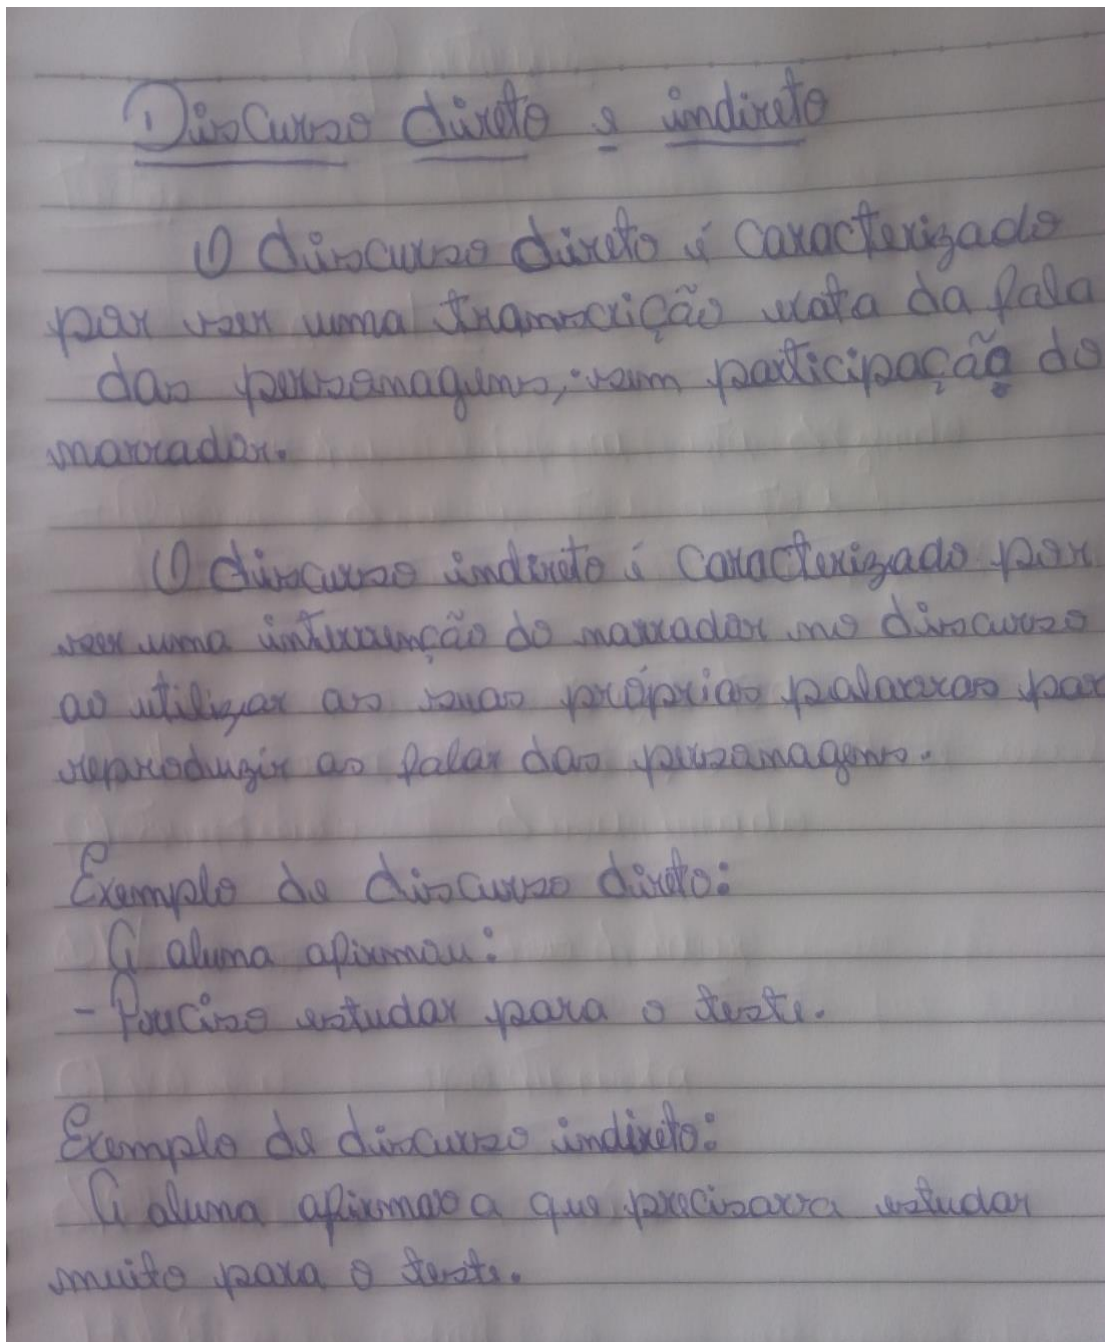 Discurso direto e indireto
O discurso direto é caracterizado
por ser uma transcrição exata da fala
das personagens, sem participação do
narrador.
O discurso indireto é caracterizado por
ser uma intervenção do narrador no discurso
ao utilizar as suas próprias palavras par
reproduzir as falar das personagens.
Exemplo de discurso direto:
A aluna afirmou:
- Preciso estudar para o teste.
Exemplo de discurso indireto:
A aluna afirmava que precisava estudar
muito para o teste.